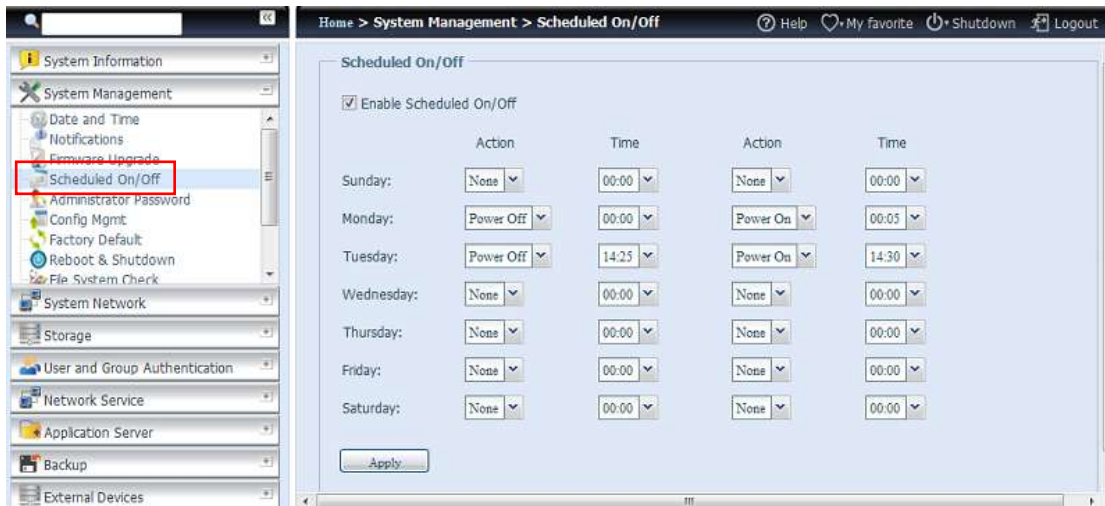 Home > System Management > Scheduled On/Off
Help My favorite Shutdown Logout
System Information
System Management
Date and Time
Notifications
Firmware Upgrade
Scheduled On/Off
Administrator Password
Config Mgmt
Factory Default
Reboot & Shutdown
File System Check
System Network
Storage
User and Group Authentication
Network Service
Application Server
Backup
External Devices
Scheduled On/Off
Enable Scheduled On/Off
Action Time Action Time
Sunday: None 00:00 None 00:00
Monday: Power Off 00:00 Power On 00:05
Tuesday: Power Off 14:25 Power On 14:30
Wednesday: None 00:00 None 00:00
Thursday: None 00:00 None 00:00
Friday: None 00:00 None 00:00
Saturday: None 00:00 None 00:00
Apply